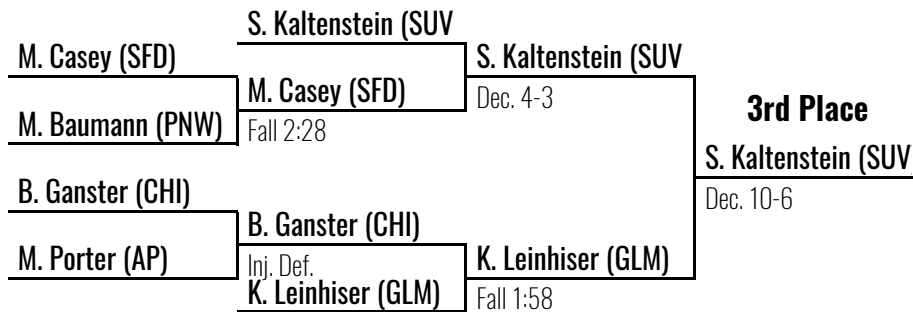 S. Kaltenstein (SUV
M. Casey (SFD)
S. Kaltenstein (SUV
M. Casey (SFD)
Dec. 4-3
3rd Place
M. Baumann (PNW)
Fall 2:28
S. Kaltenstein (SUV
B. Ganster (CHI)
Dec. 10-6
B. Ganster (CHI)
M. Porter (AP)
Inj. Def.
K. Leinhiser (GLM)
K. Leinhiser (GLM)
Fall 1:58